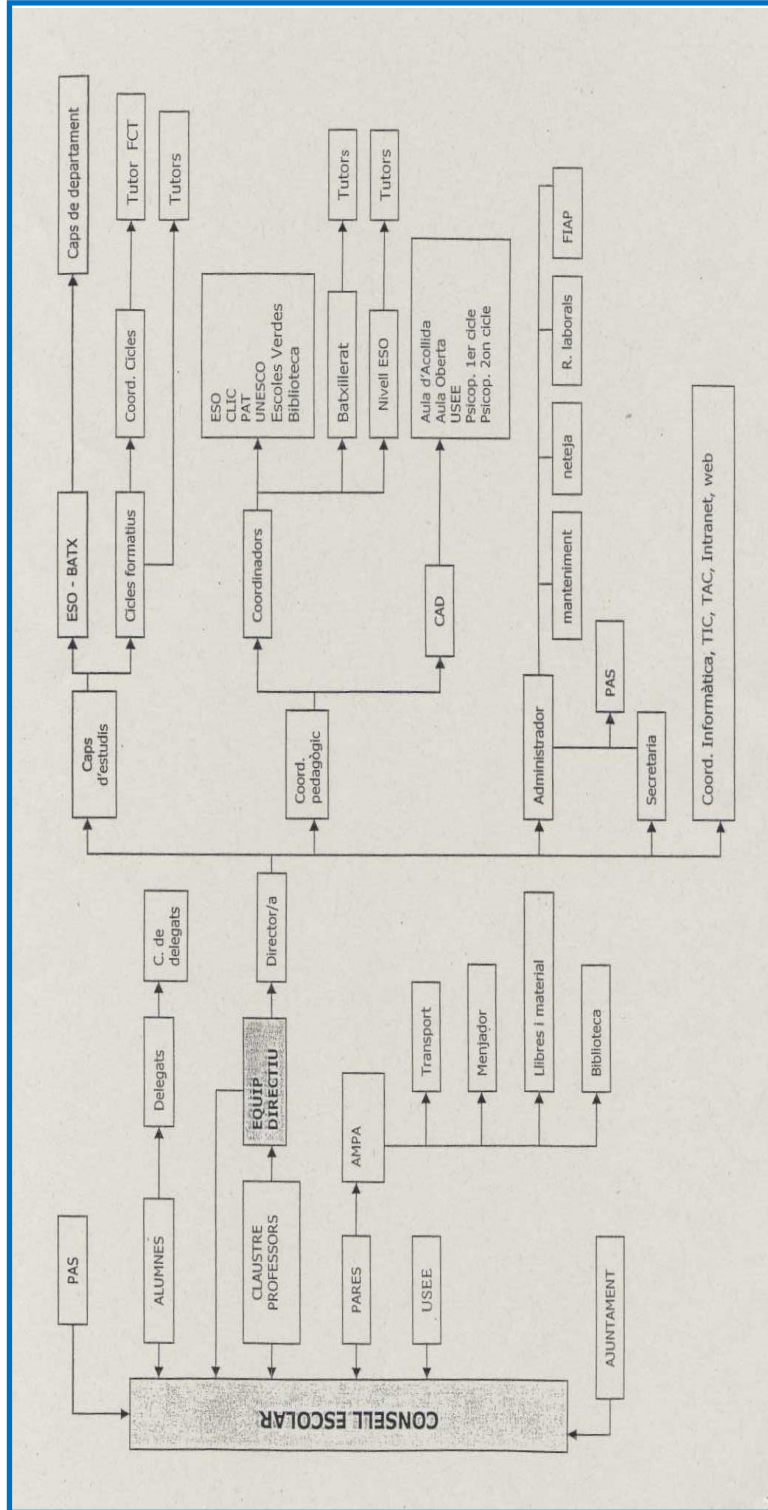 CONSELL ESCOLAR
PAS
ALUMNES
Delegats
C. de
delegats
CLAUSTRE
PROFESSORS
EQUIP
DIRECTIU
Director/a
PARES
AMPA
Transport
Menjador
Llibres i material
Biblioteca
USEE
AJUNTAMENT
Caps
d'estudis
ESO - BATX
Caps de departament
Cicles formatius
Coord. Cicles
Tutor FCT
Tutors
Coord.
pedagògic
Coordinadors
ESO
CLIC
PAT
UNESCO
Escoles Verdes
Biblioteca
Batxillerat
Tutors
Nivell ESO
Tutors
CAD
Aula d'Acollida
Aula Oberta
USEE
Psicop. 1er cicle
Psicop. 2on cicle
Administrador
manteniment
neteja
R. laborals
FIAP
PAS
Secretaria
Coord. Informàtica, TIC, TAC, Intranet, web